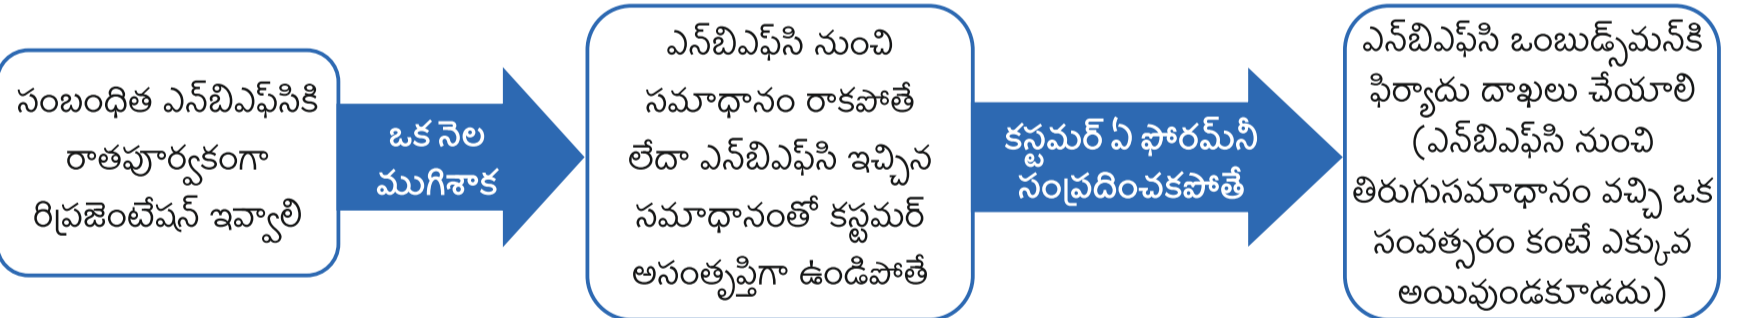 సంబంధిత ఎన్‌బిఎఫ్‌సికి
రాతపూర్వకంగా
రిప్రజెంటేషన్ ఇవ్వాలి
ఒక నెల
ముగిశాక
ఎన్‌బిఎఫ్‌సి నుంచి
సమాధానం రాకపోతే
లేదా ఎన్‌బిఎఫ్‌సి ఇచ్చిన
సమాధానంతో కస్టమర్
అసంతృప్తిగా ఉండిపోతే
కస్టమర్ ఏ ఫోరమ్‌నీ
సంప్రదించకపోతే
ఎన్‌బిఎఫ్‌సి ఒంబుడ్స్‌మన్‌కి
ఫిర్యాదు దాఖలు చేయాలి
(ఎన్‌బిఎఫ్‌సి నుంచి
తిరుగుసమాధానం వచ్చి ఒక
సంవత్సరం కంటే ఎక్కువ
అయివుండకూడదు)